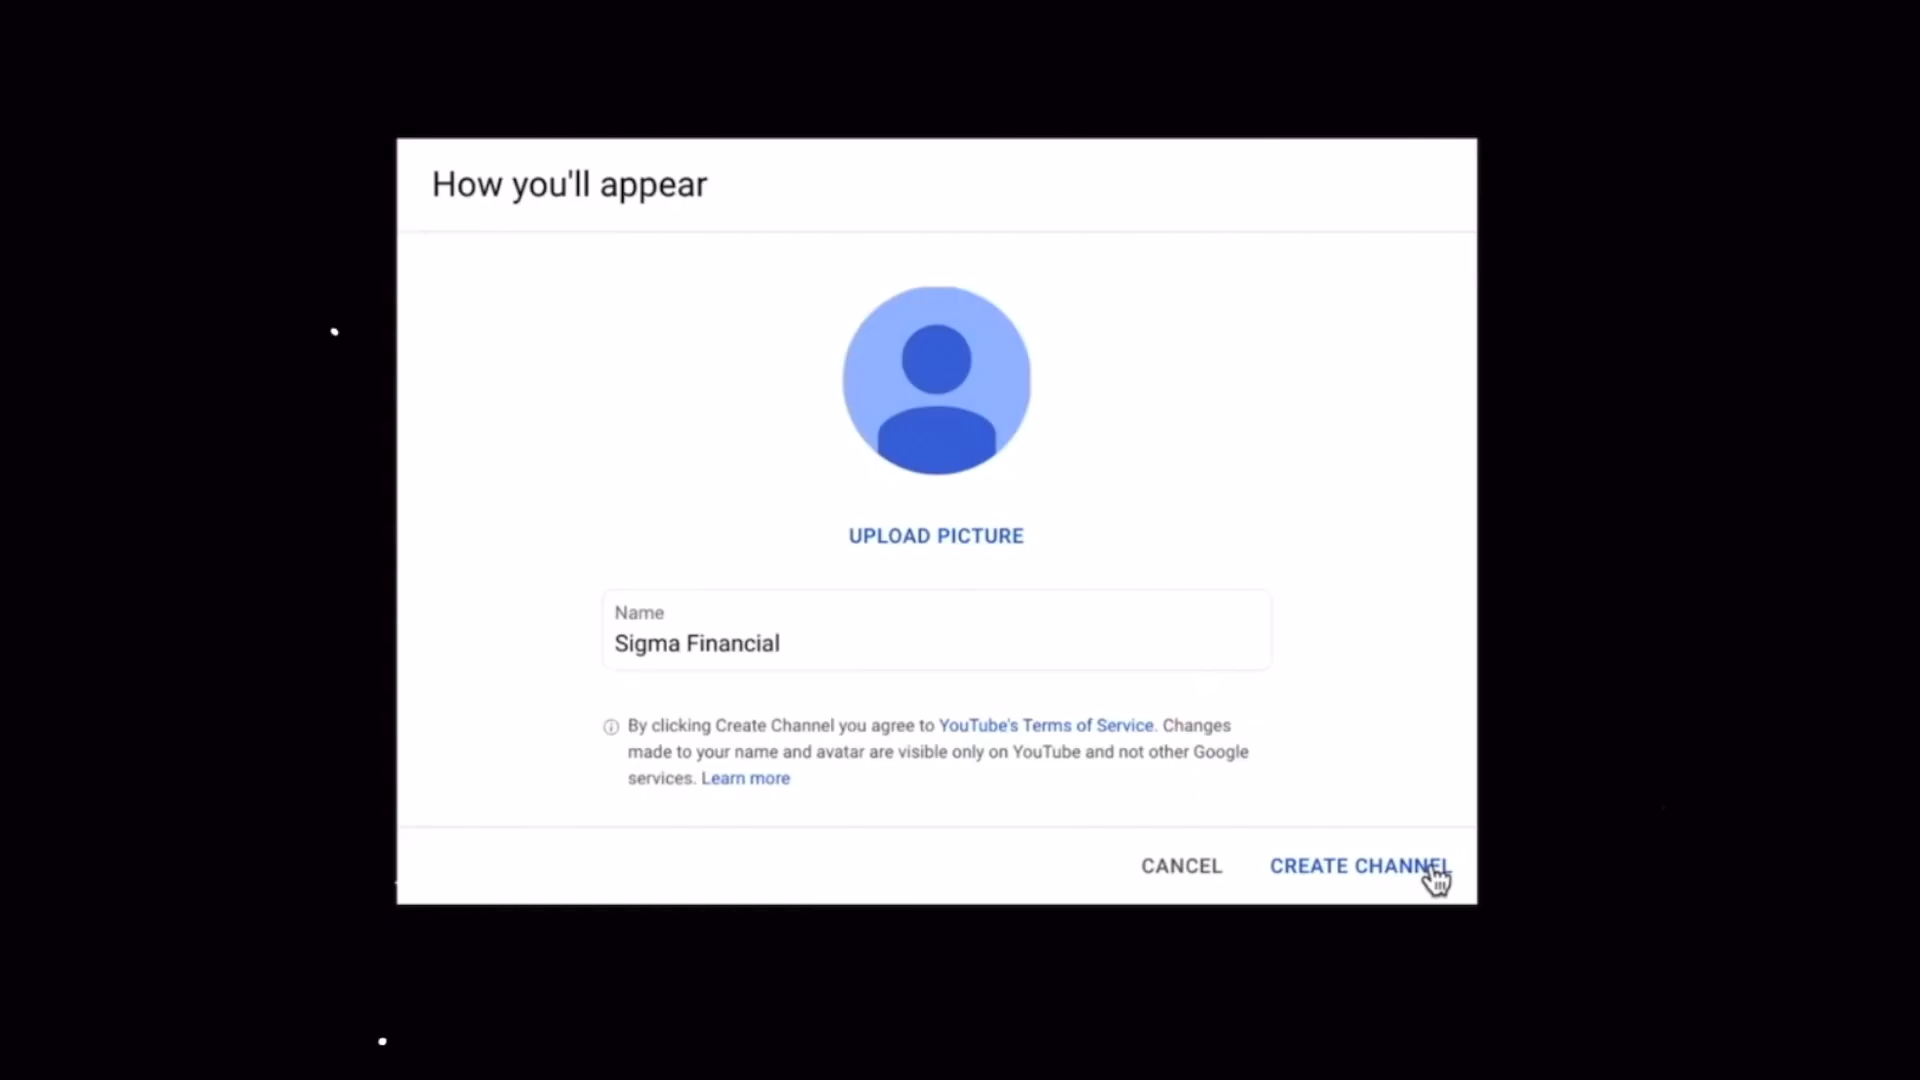 How you'll appear
UPLOAD PICTURE
Name
Sigma Financial
By clicking Create Channel you agree to YouTube's Terms of Service. Changes
made to your name and avatar are visible only on YouTube and not other Google
services. Learn more
CANCEL CREATE CHANNEL